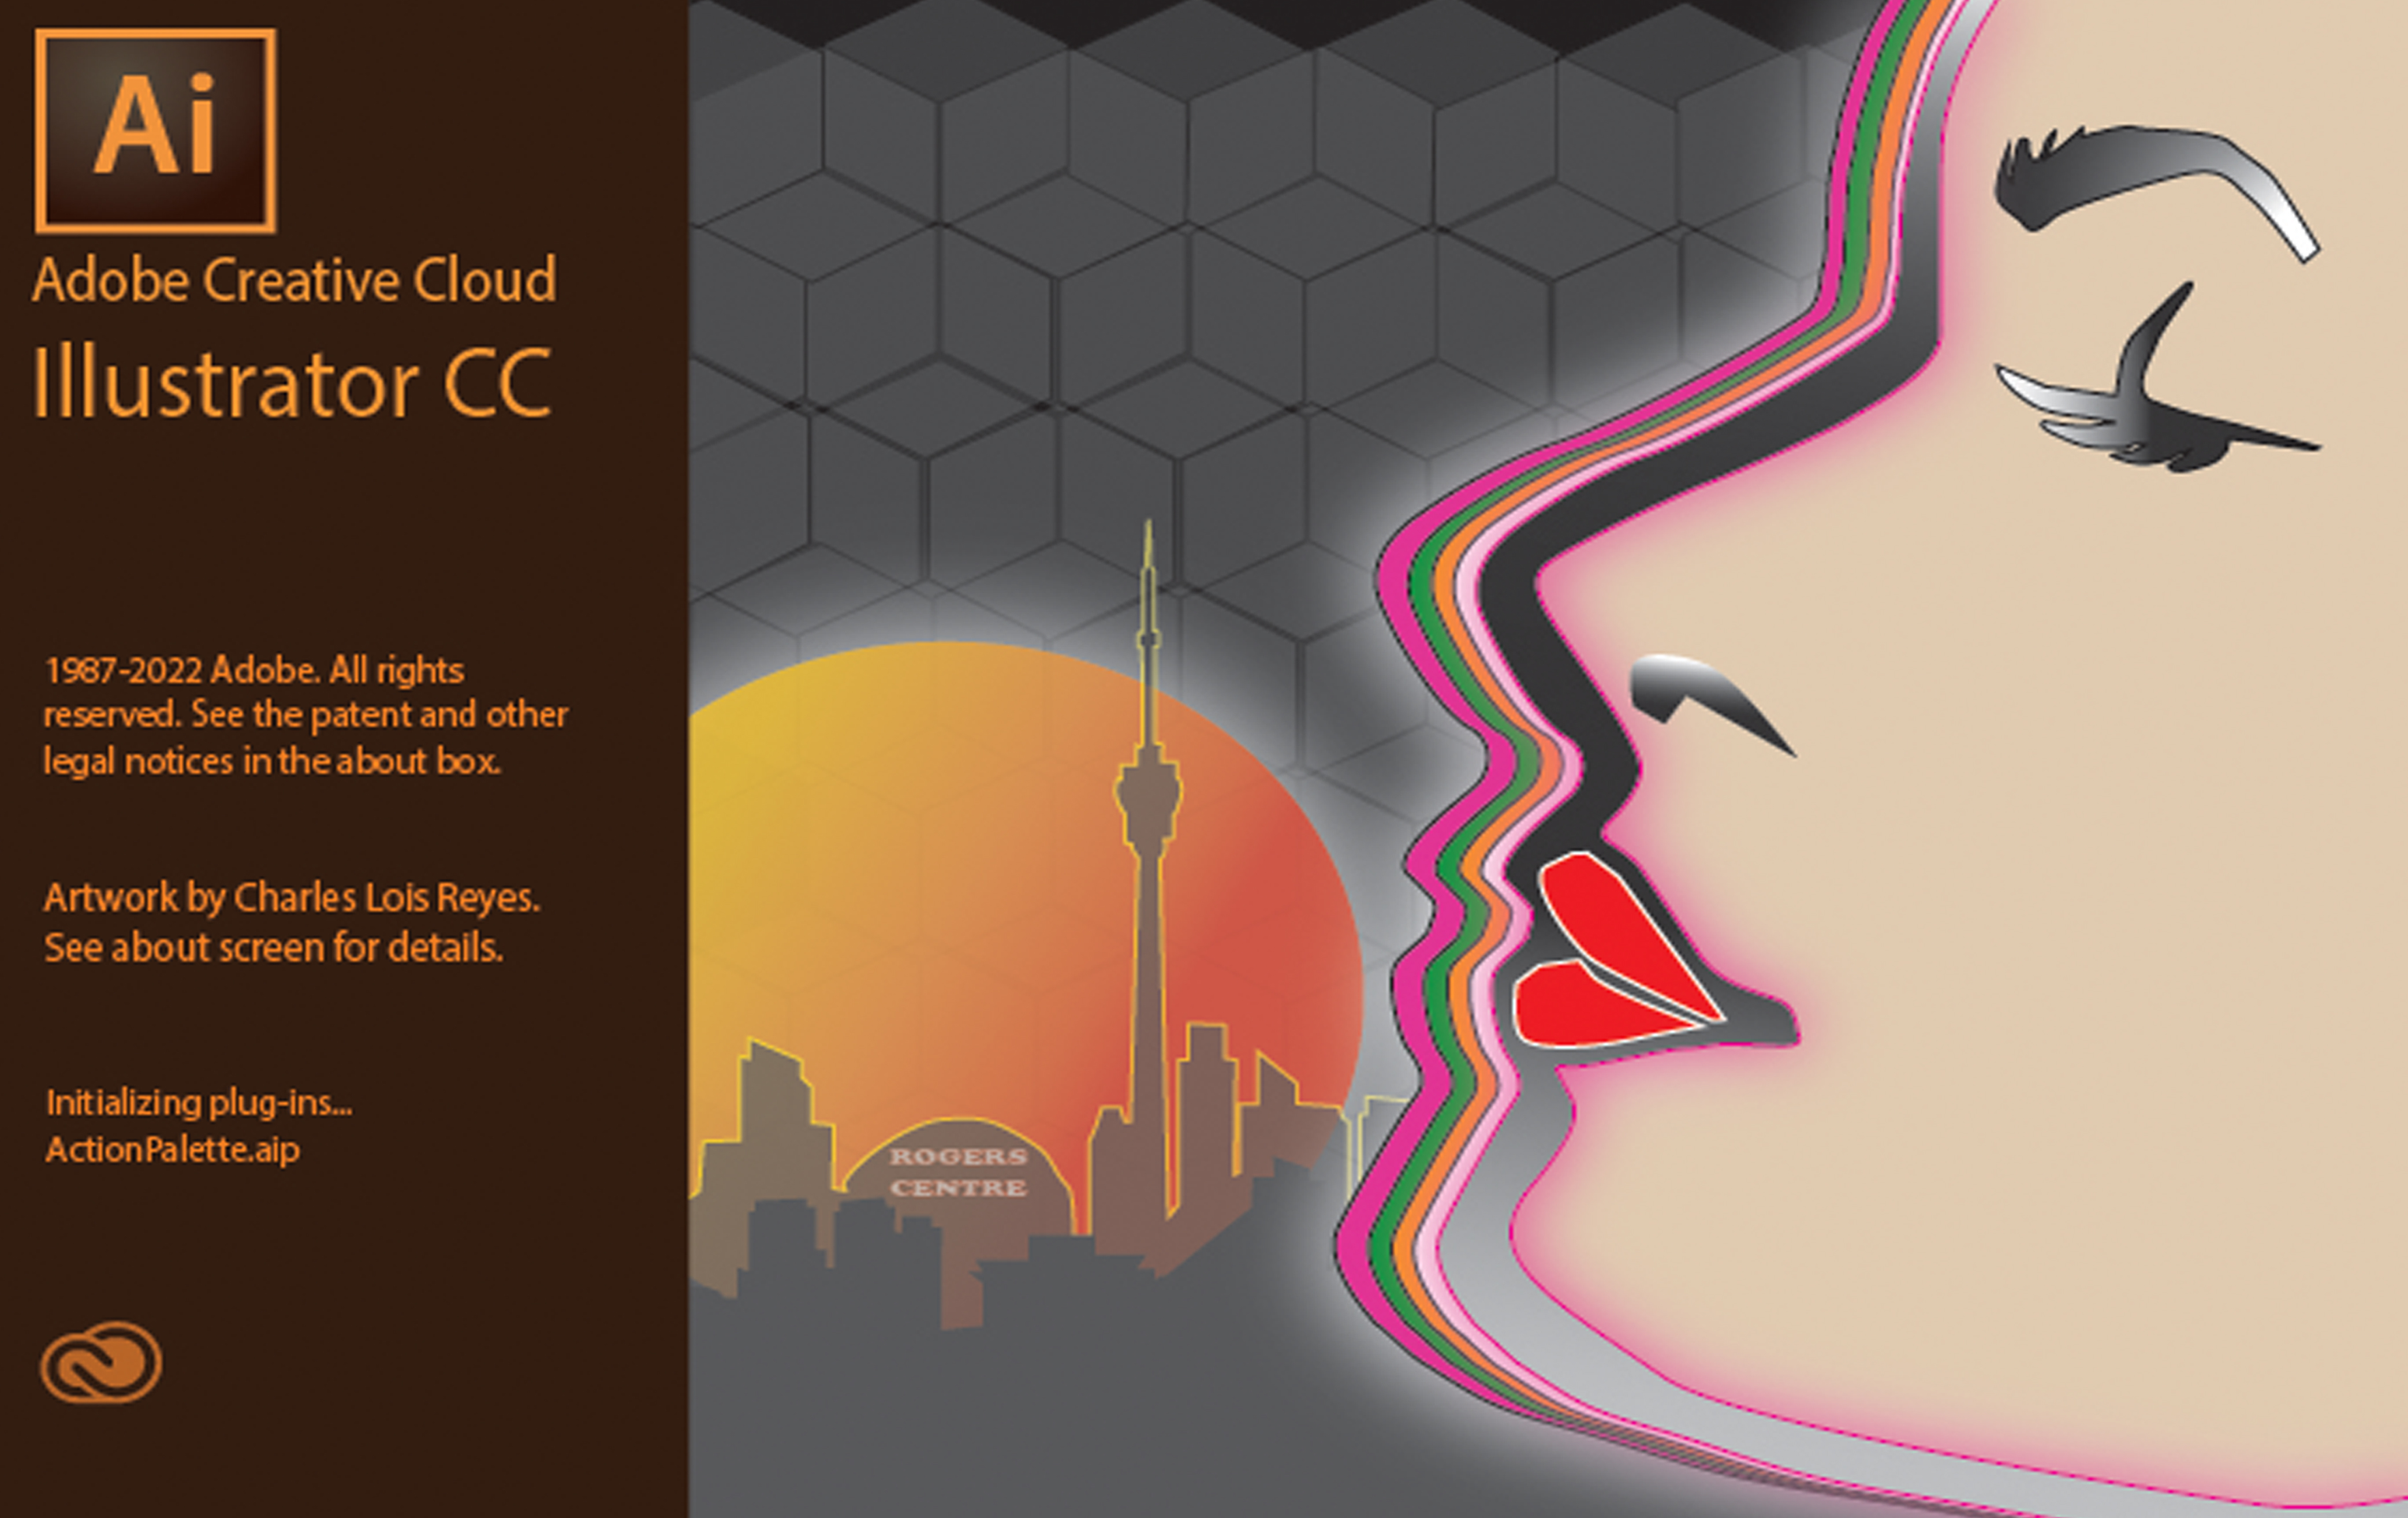 Ai
Adobe Creative Cloud
Illustrator CC
1987-2022 Adobe. All rights
reserved. See the patent and other
legal notices in the about box.
Artwork by Charles Lois Reyes.
See about screen for details.
Initializing plug-ins...
ActionPalette.aip
ROGERS
CENTRE